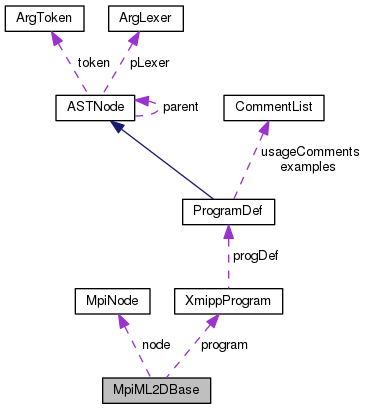 ArgToken ArgLexer
token pLexer
ASTNode parent CommentList
usageComments
examples
ProgramDef
progDef
MpiNode XmippProgram
node program
MpiML2DBase